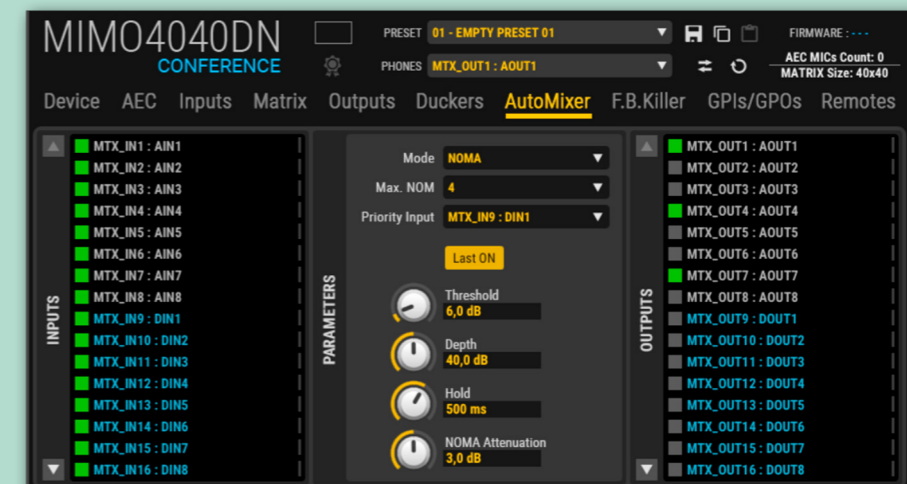 MIMO4040DN
CONFERENCE
PRESET 01 - EMPTY PRESET 01
FIRMWARE : - - -
PHONES MTX_OUT1 : AOUT1
AEC MICs Count: 0
MATRIX Size: 40x40
Device AEC Inputs Matrix Outputs Duckers AutoMixer F.B.Killer GPIs/GPOs Remotes
INPUTS
MTX_IN1 : AIN1
MTX_IN2 : AIN2
MTX_IN3 : AIN3
MTX_IN4 : AIN4
MTX_IN5 : AIN5
MTX_IN6 : AIN6
MTX_IN7 : AIN7
MTX_IN8 : AIN8
MTX_IN9 : DIN1
MTX_IN10 : DIN2
MTX_IN11 : DIN3
MTX_IN12 : DIN4
MTX_IN13 : DIN5
MTX_IN14 : DIN6
MTX_IN15 : DIN7
MTX_IN16 : DIN8
PARAMETERS
Mode NOMA
Max. NOM 4
Priority Input MTX_IN9 : DIN1
Last ON
Threshold
6,0 dB
Depth
40,0 dB
Hold
500 ms
NOMA Attenuation
3,0 dB
OUTPUTS
MTX_OUT1 : AOUT1
MTX_OUT2 : AOUT2
MTX_OUT3 : AOUT3
MTX_OUT4 : AOUT4
MTX_OUT5 : AOUT5
MTX_OUT6 : AOUT6
MTX_OUT7 : AOUT7
MTX_OUT8 : AOUT8
MTX_OUT9 : DOUT1
MTX_OUT10 : DOUT2
MTX_OUT11 : DOUT3
MTX_OUT12 : DOUT4
MTX_OUT13 : DOUT5
MTX_OUT14 : DOUT6
MTX_OUT15 : DOUT7
MTX_OUT16 : DOUT8